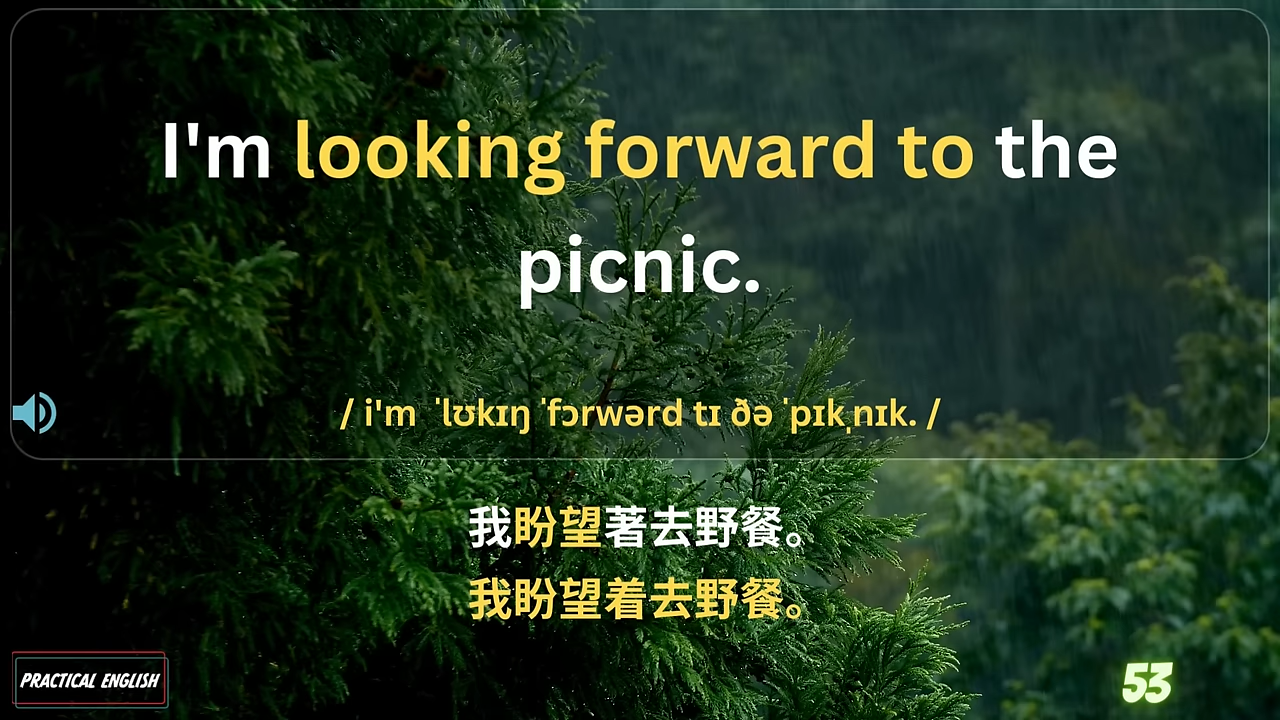 I'm looking forward to the
picnic.
/ i'm ˈlʊkɪŋ ˈfɔrwərd tɪ ðə ˈpɪkˌnɪk. /
我盼望著去野餐。
我盼望着去野餐。
PRACTICAL ENGLISH
53